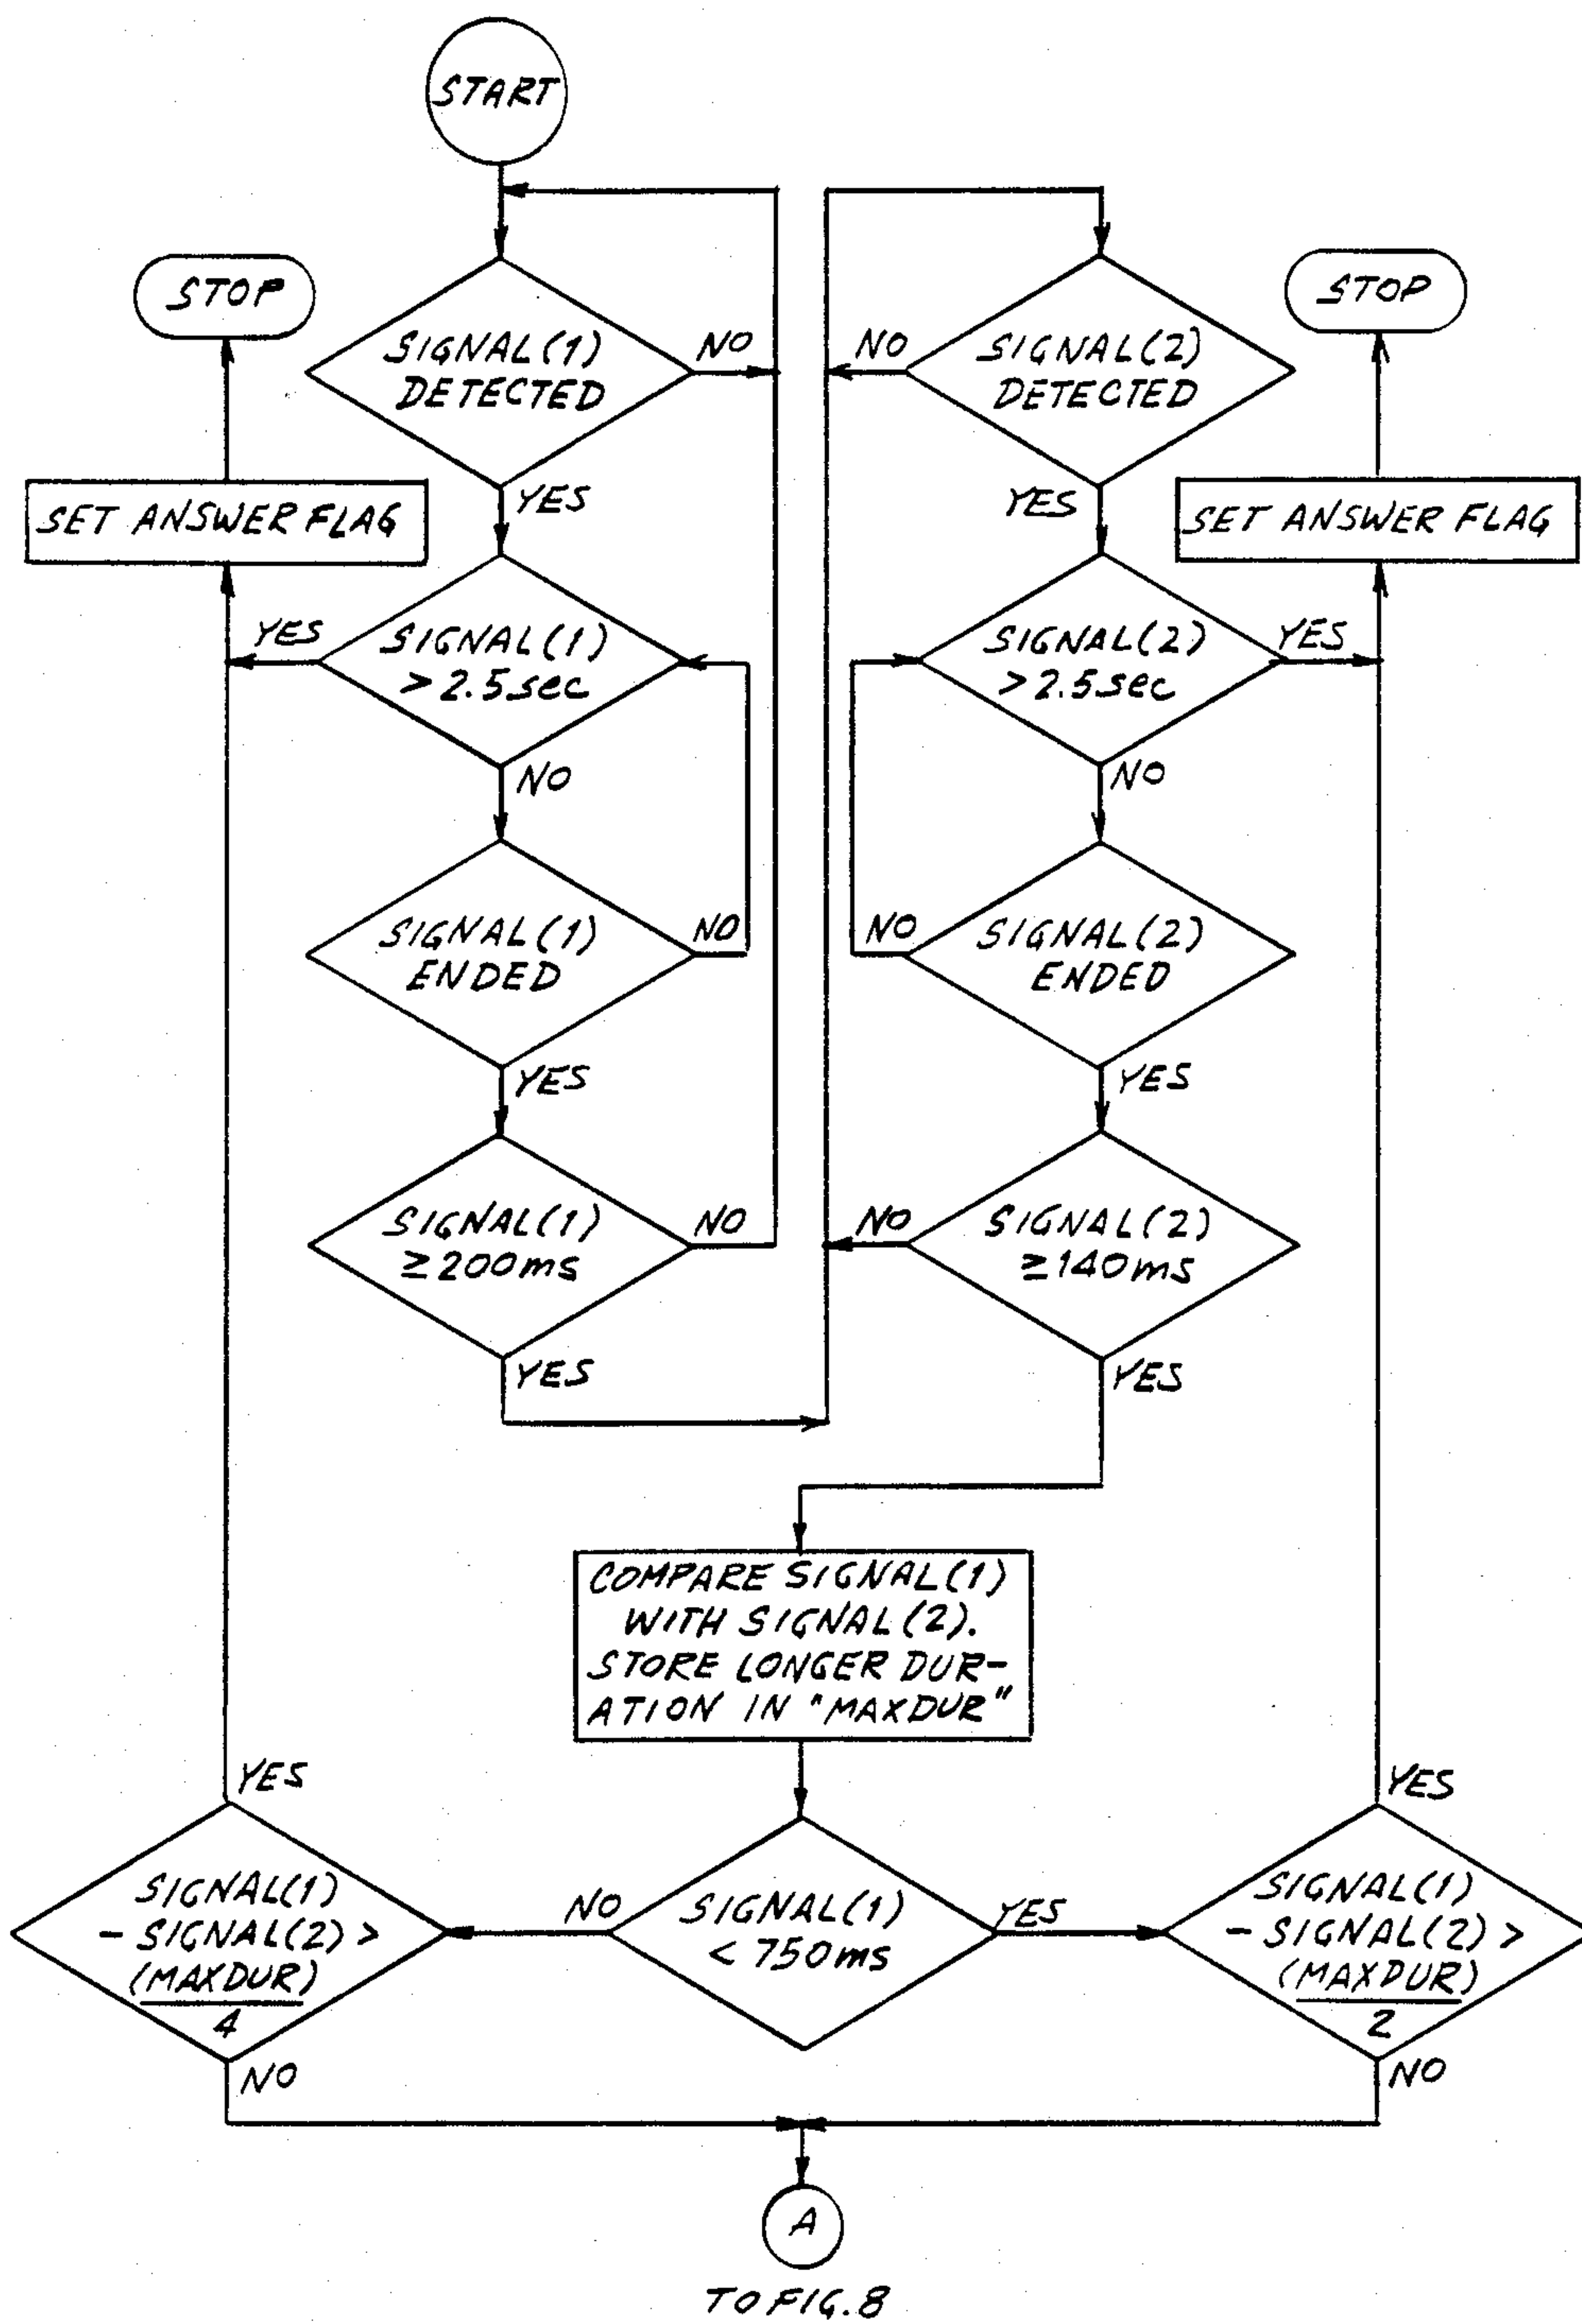 START
STOP
STOP
SIGNAL(1)
DETECTED
NO
NO
SIGNAL(2)
DETECTED
YES
YES
SET ANSWER FLAG
SET ANSWER FLAG
YES
SIGNAL(1)
> 2.5sec
SIGNAL(2)
> 2.5sec
YES
NO
NO
SIGNAL(1)
ENDED
NO
NO
SIGNAL(2)
ENDED
YES
YES
SIGNAL(1)
≥200ms
NO
NO
SIGNAL(2)
≥140ms
YES
YES
COMPARE SIGNAL(1)
WITH SIGNAL(2).
STORE LONGER DUR-
ATION IN "MAXDUR"
YES
YES
SIGNAL(1)
- SIGNAL(2) >
(MAXDUR)
4
NO
SIGNAL(1)
< 750ms
YES
SIGNAL(1)
- SIGNAL(2) >
(MAXDUR)
2
NO
NO
A
TO FIG.8